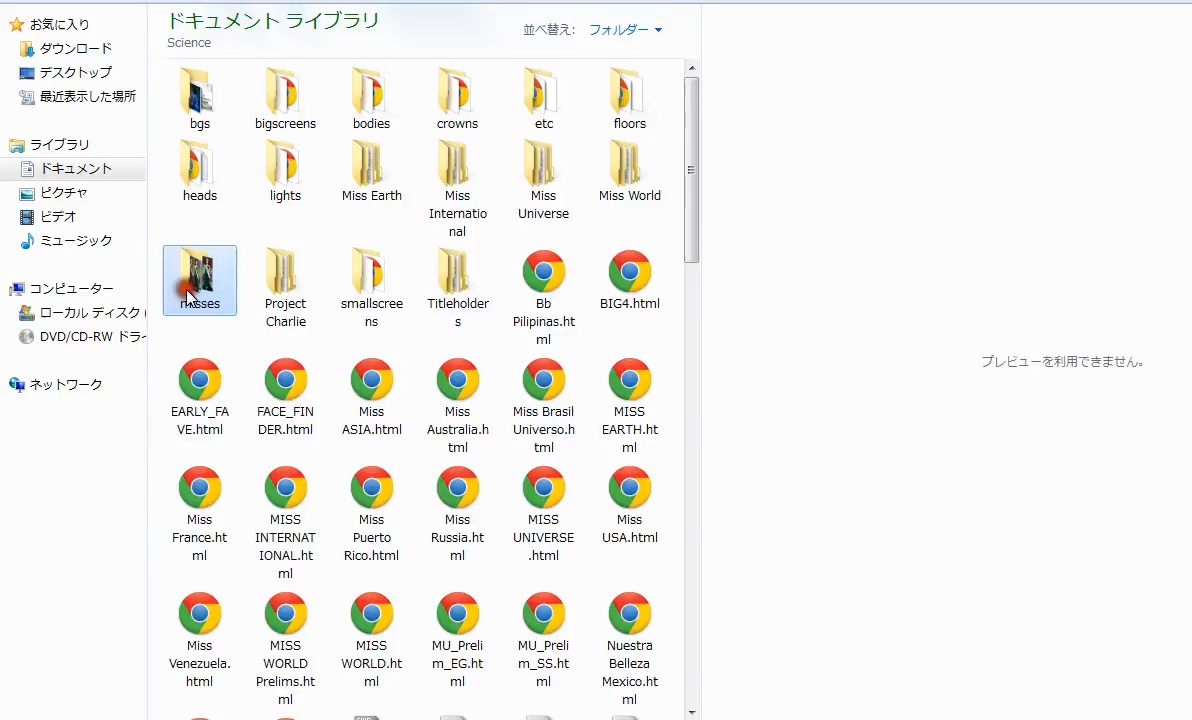 お気に入り
ダウンロード
デスクトップ
最近表示した場所
ライブラリ
ドキュメント
ピクチャ
ビデオ
ミュージック
コンピューター
ローカル ディスク (
DVD/CD-RW ドラ
ネットワーク
ドキュメント ライブラリ
Science
並べ替え: フォルダー
bgs
bigscreens
bodies
crowns
etc
floors
heads
lights
Miss Earth
Miss
Internatio
nal
Miss
Universe
Miss World
misses
Project
Charlie
smallscree
ns
Titleholder
s
Bb
Pilipinas.ht
ml
BIG4.html
EARLY_FA
VE.html
FACE_FIN
DER.html
Miss
ASIA.html
Miss
Australia.h
tml
Miss Brasil
Universo.h
tml
MISS
EARTH.ht
ml
Miss
France.ht
ml
MISS
INTERNAT
IONAL.ht
ml
Miss
Puerto
Rico.html
Miss
Russia.ht
ml
MISS
UNIVERSE
.html
Miss
USA.html
Miss
Venezuela.
html
MISS
WORLD
Prelims.ht
ml
MISS
WORLD.ht
ml
MU_Preli
m_EG.ht
ml
MU_Preli
m_SS.ht
ml
Nuestra
Belleza
Mexico.ht
ml
プレビューを利用できません。